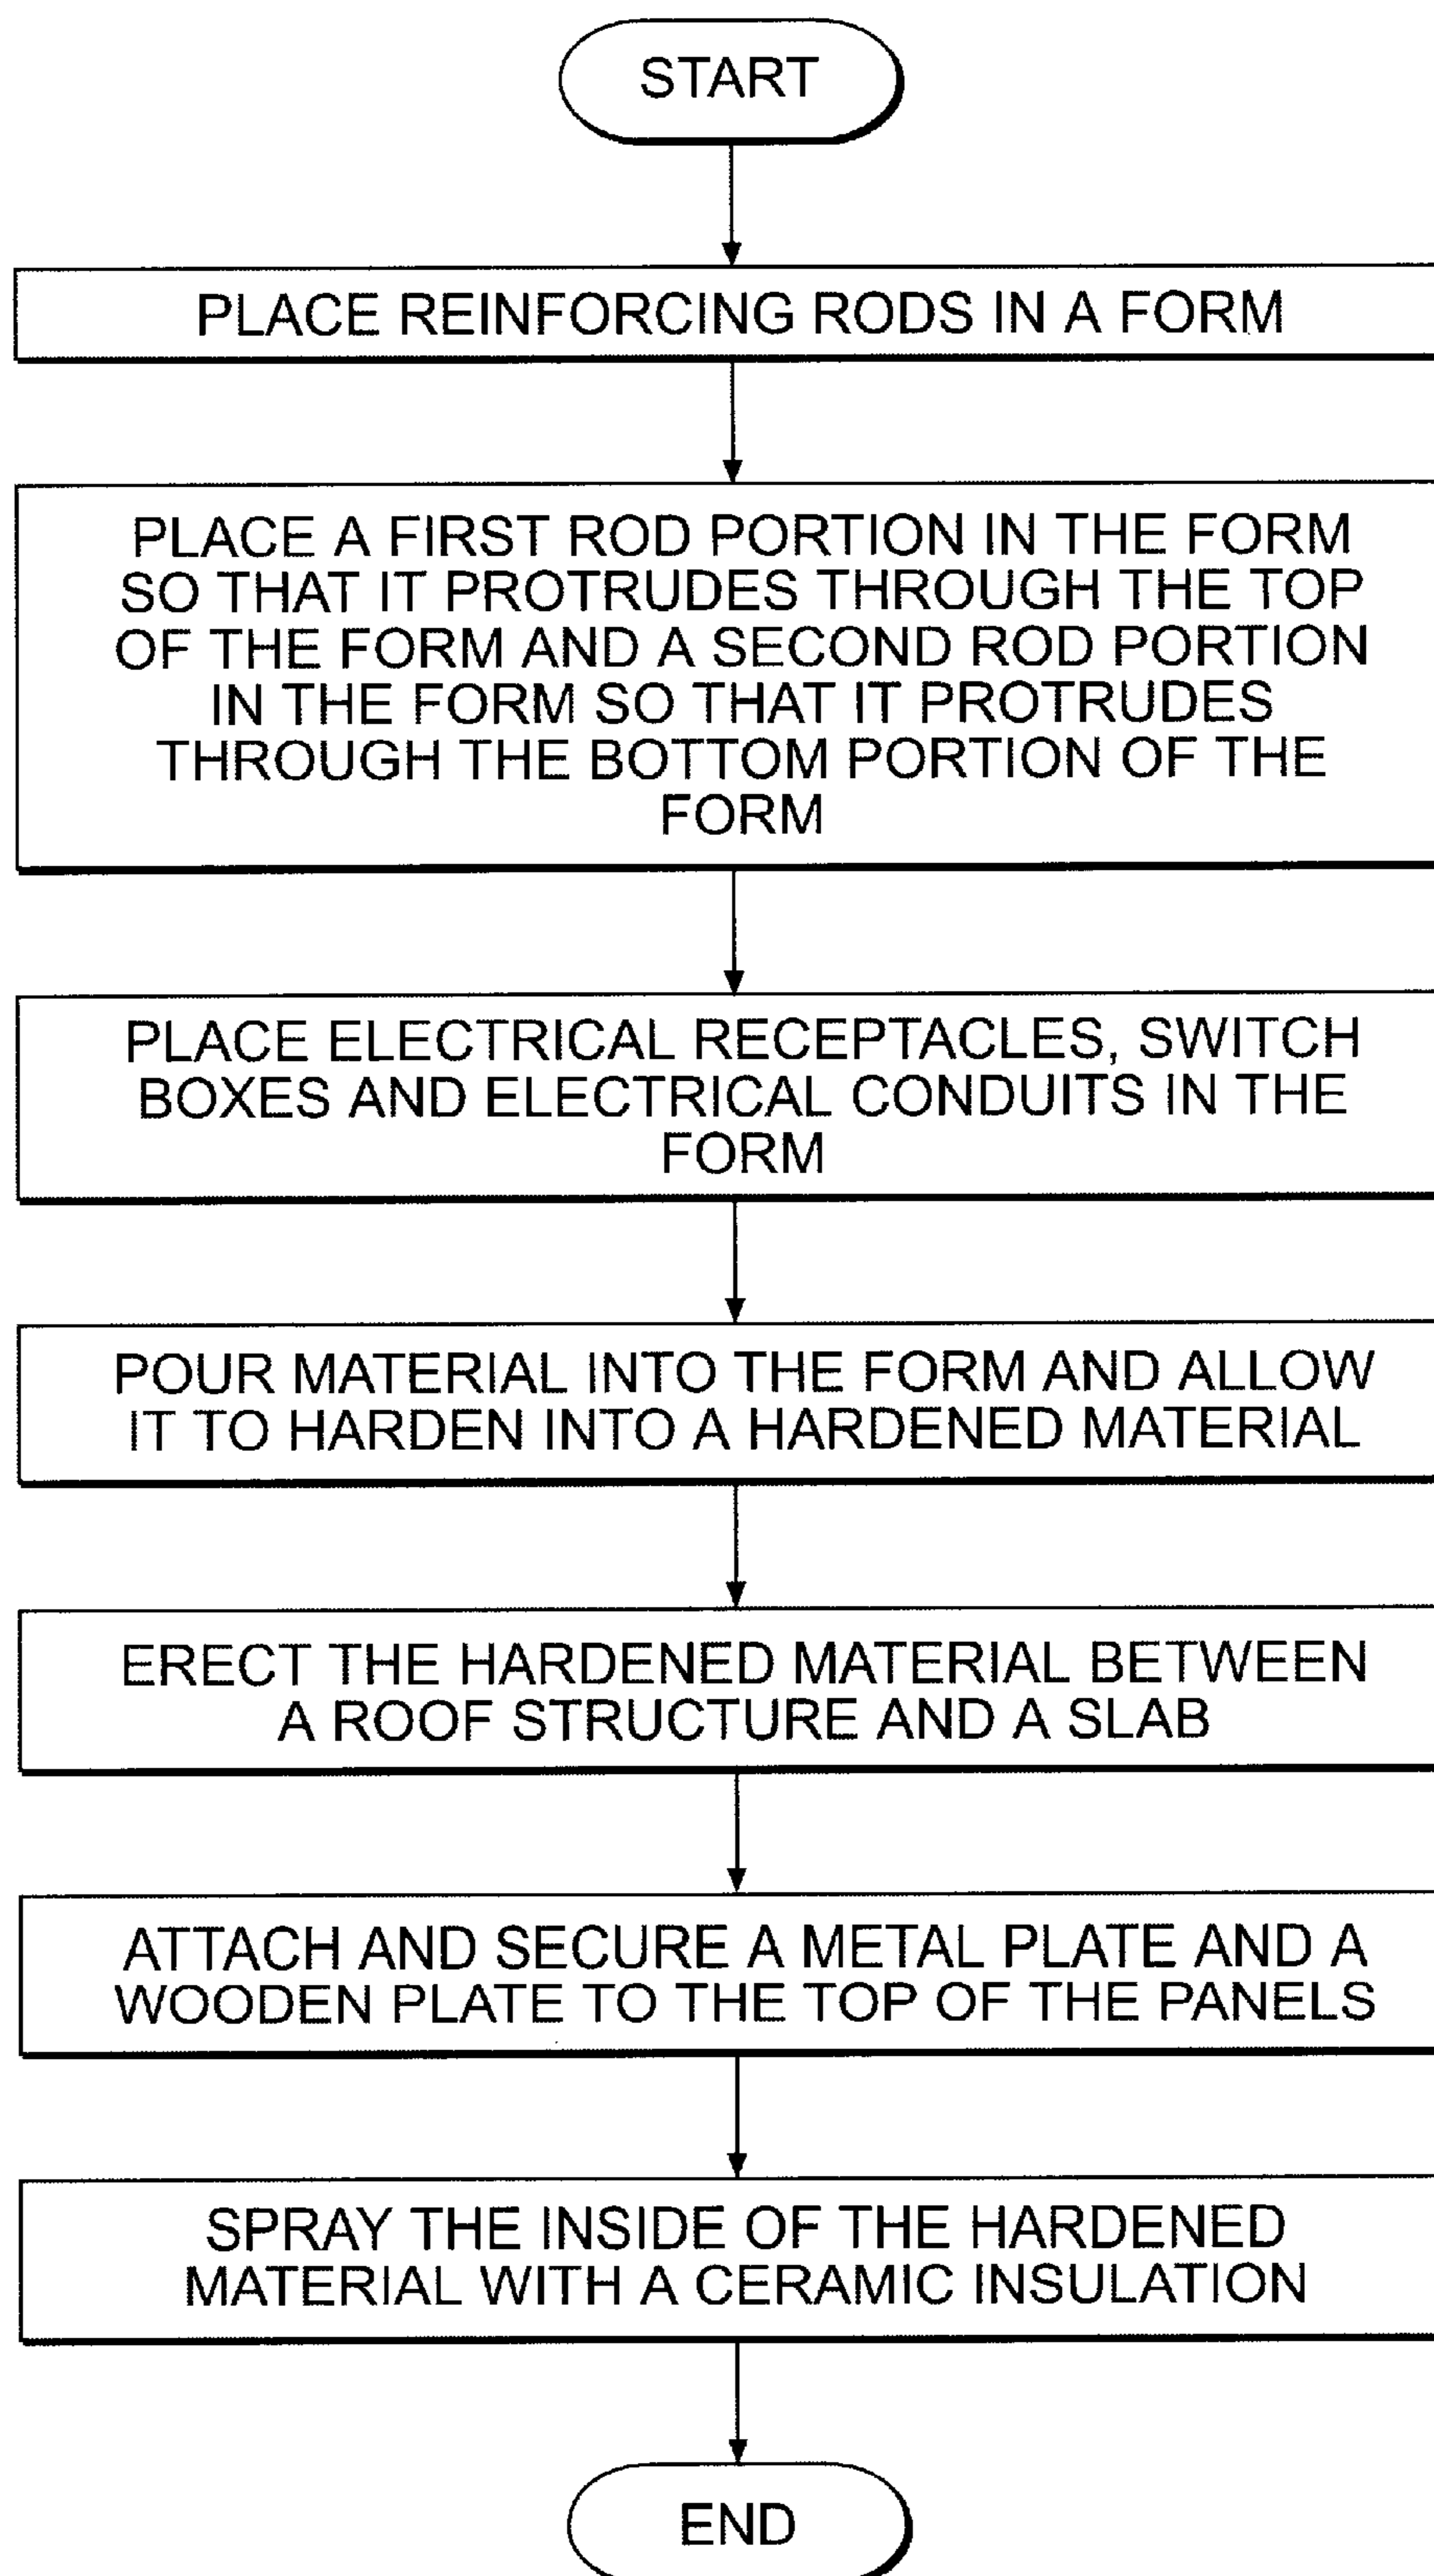 START
PLACE REINFORCING RODS IN A FORM
PLACE A FIRST ROD PORTION IN THE FORM
SO THAT IT PROTRUDES THROUGH THE TOP
OF THE FORM AND A SECOND ROD PORTION
IN THE FORM SO THAT IT PROTRUDES
THROUGH THE BOTTOM PORTION OF THE
FORM
PLACE ELECTRICAL RECEPTACLES, SWITCH
BOXES AND ELECTRICAL CONDUITS IN THE
FORM
POUR MATERIAL INTO THE FORM AND ALLOW
IT TO HARDEN INTO A HARDENED MATERIAL
ERECT THE HARDENED MATERIAL BETWEEN
A ROOF STRUCTURE AND A SLAB
ATTACH AND SECURE A METAL PLATE AND A
WOODEN PLATE TO THE TOP OF THE PANELS
SPRAY THE INSIDE OF THE HARDENED
MATERIAL WITH A CERAMIC INSULATION
END